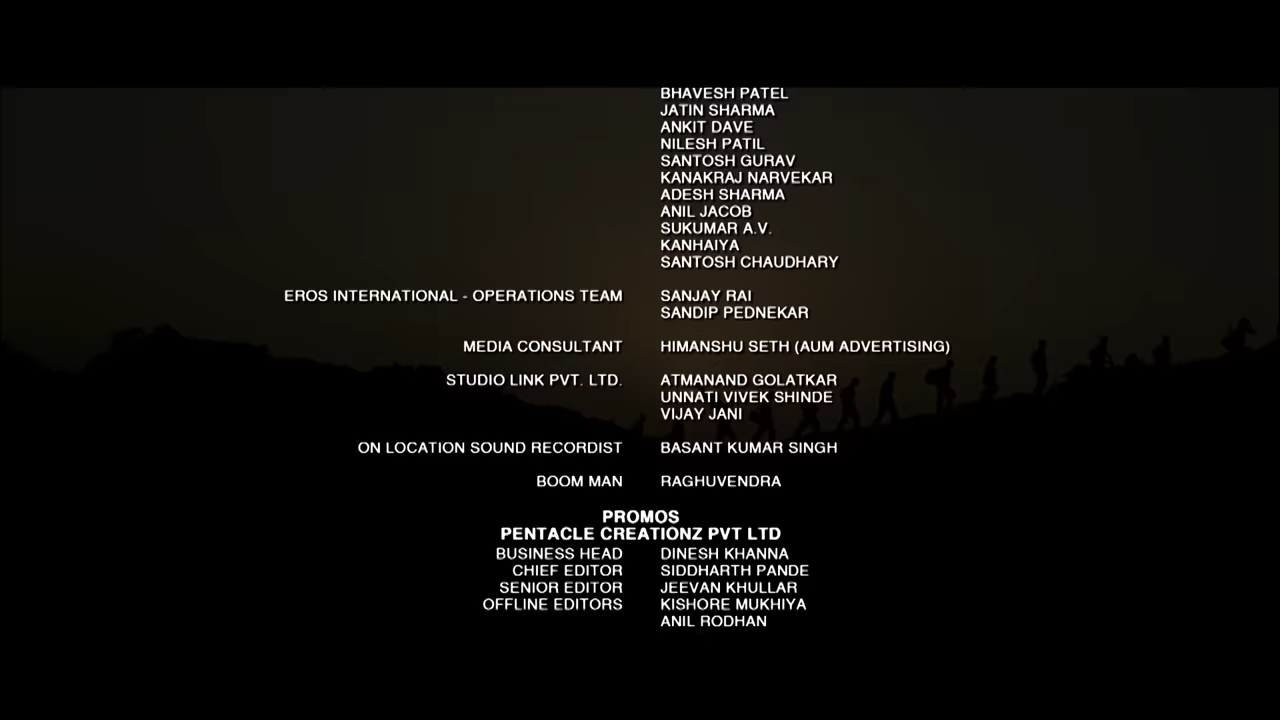 BHAVESH PATEL
JATIN SHARMA
ANKIT DAVE
NILESH PATIL
SANTOSH GURAV
KANAKRAJ NARVEKAR
ADESH SHARMA
ANIL JACOB
SUKUMAR A.V.
KANHAIYA
SANTOSH CHAUDHARY
EROS INTERNATIONAL - OPERATIONS TEAM SANJAY RAI
SANDIP PEDNEKAR
MEDIA CONSULTANT HIMANSHU SETH (AUM ADVERTISING)
STUDIO LINK PVT. LTD. ATMANAND GOLATKAR
UNNATI VIVEK SHINDE
VIJAY JANI
ON LOCATION SOUND RECORDIST BASANT KUMAR SINGH
BOOM MAN RAGHUVENDRA
PROMOS
PENTACLE CREATIONZ PVT LTD
BUSINESS HEAD DINESH KHANNA
CHIEF EDITOR SIDDHARTH PANDE
SENIOR EDITOR JEEVAN KHULLAR
OFFLINE EDITORS KISHORE MUKHIYA
ANIL RODHAN